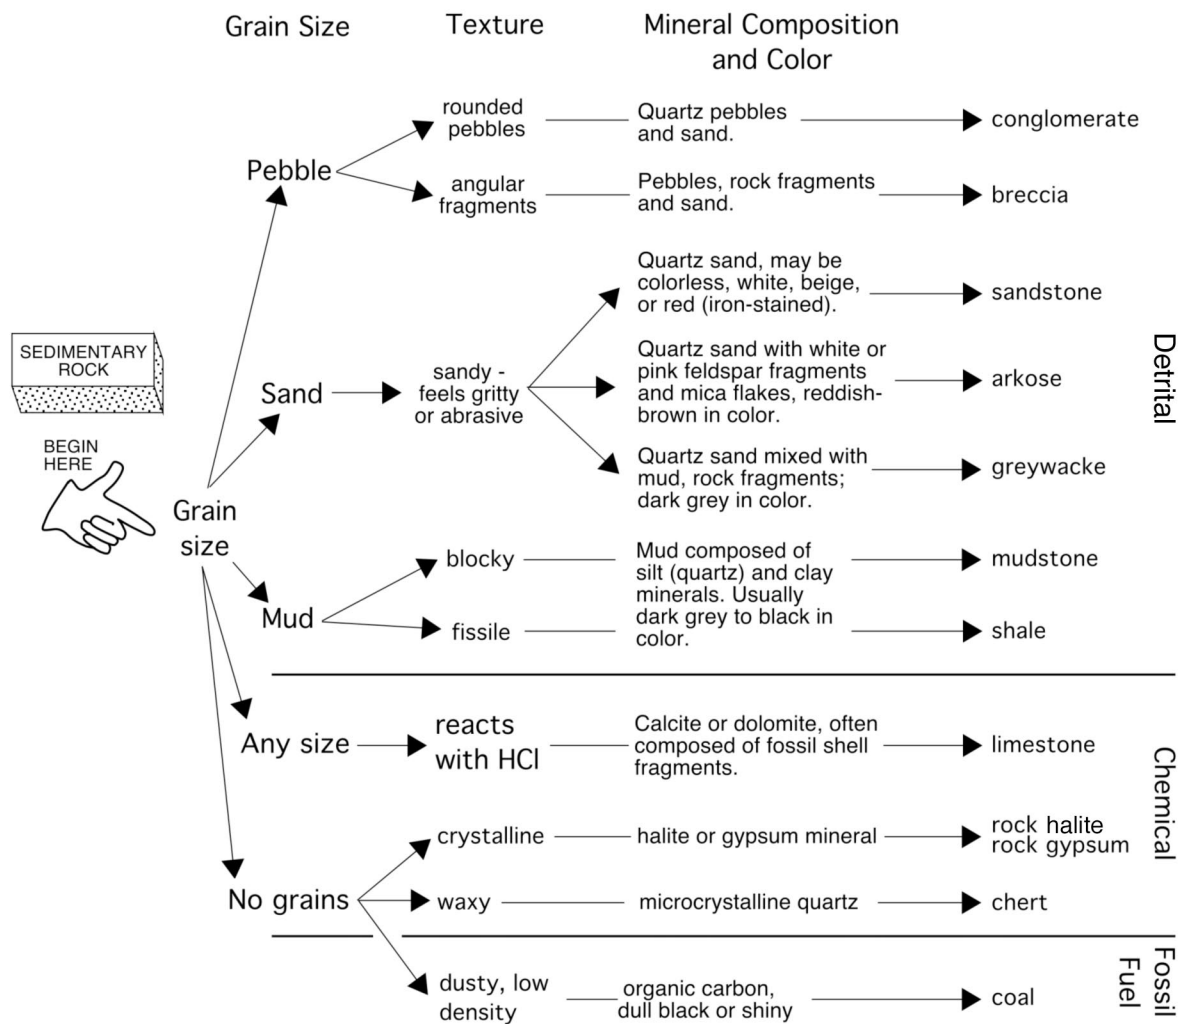 Grain Size
Texture
Mineral Composition
and Color
rounded
pebbles
Quartz pebbles
and sand.
conglomerate
Pebble
angular
fragments
Pebbles, rock fragments
and sand.
breccia
Quartz sand, may be
colorless, white, beige,
or red (iron-stained).
sandstone
SEDIMENTARY
ROCK
Sand
sandy -
feels gritty
or abrasive
Quartz sand with white or
pink feldspar fragments
and mica flakes, reddish-
brown in color.
arkose
Detrital
BEGIN
HERE
Quartz sand mixed with
mud, rock fragments;
dark grey in color.
greywacke
Grain
size
blocky
Mud composed of
silt (quartz) and clay
minerals. Usually
dark grey to black in
color.
mudstone
Mud
fissile
shale
Any size
reacts
with HCl
Calcite or dolomite, often
composed of fossil shell
fragments.
limestone
Chemical
crystalline
halite or gypsum mineral
rock halite
rock gypsum
No grains
waxy
microcrystalline quartz
chert
dusty, low
density
organic carbon,
dull black or shiny
coal
Fossil
Fuel